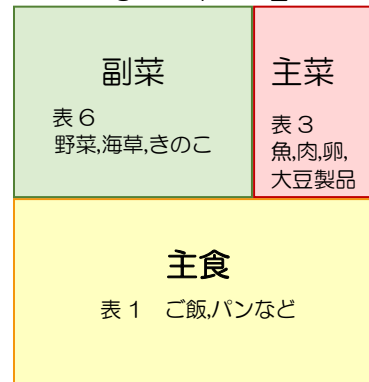 副菜
表６
野菜,海草,きのこ
主菜
表３
魚,肉,卵,
大豆製品
主食
表１　ご飯,パンなど